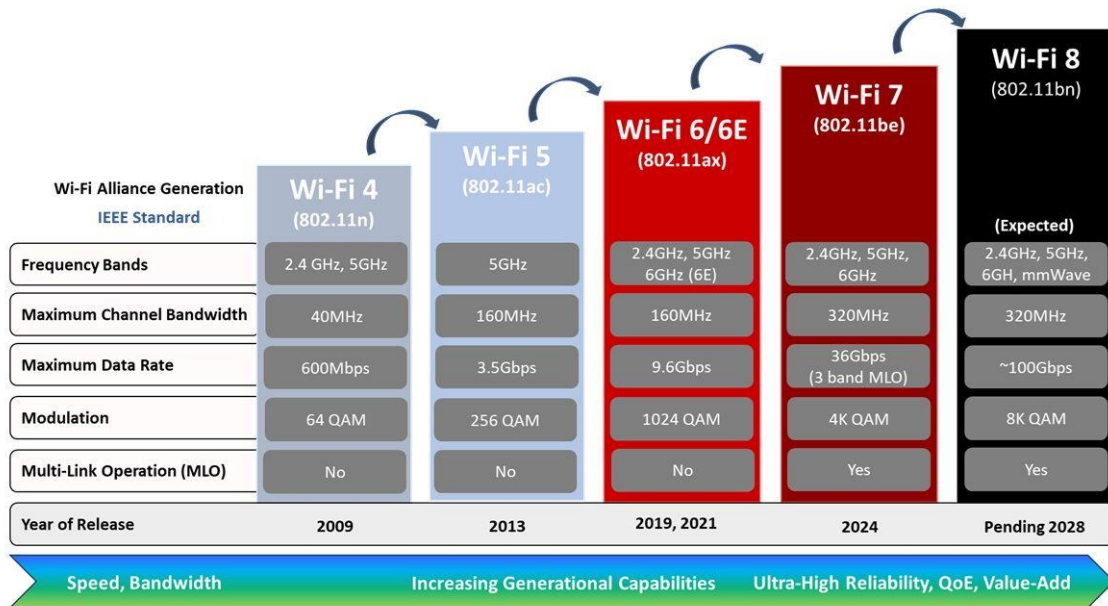 Wi-Fi 8
(802.11bn)
Wi-Fi 7
(802.11be)
Wi-Fi 6/6E
(802.11ax)
Wi-Fi 5
(802.11ac)
Wi-Fi Alliance Generation
Wi-Fi 4
IEEE Standard
(802.11n)
(Expected)
Frequency Bands
2.4 GHz, 5GHz
5GHz
2.4GHz, 5GHz
6GHz (6E)
2.4GHz, 5GHz,
6GHz
2.4GHz, 5GHz,
6GH, mmWave
Maximum Channel Bandwidth
40MHz
160MHz
160MHz
320MHz
320MHz
Maximum Data Rate
600Mbps
3.5Gbps
9.6Gbps
36Gbps
(3 band MLO)
~100Gbps
Modulation
64 QAM
256 QAM
1024 QAM
4K QAM
8K QAM
Multi-Link Operation (MLO)
No
No
No
Yes
Yes
Year of Release
2009
2013
2019, 2021
2024
Pending 2028
Speed, Bandwidth
Increasing Generational Capabilities
Ultra-High Reliability, QoE, Value-Add